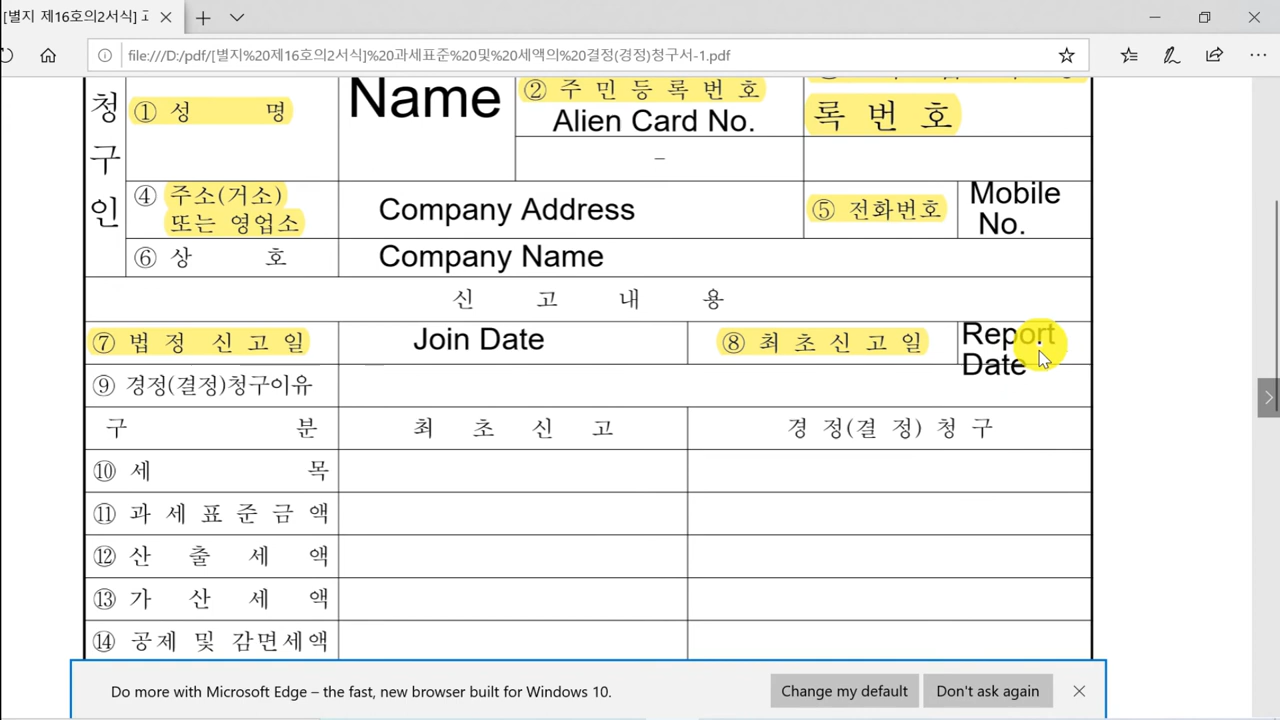 [별지 제16호의2서식] 고
file:///D:/pdf/[별지%20제16호의2서식]%20과세표준%20및%20세액의%20결정(경정)청구서-1.pdf
청구인
① 성 명
Name
② 주 민 등 록 번 호
Alien Card No.
–
록 번 호
④ 주소(거소)
또는 영업소
Company Address
⑤ 전화번호
Mobile
No.
⑥ 상 호
Company Name
신 고 내 용
⑦ 법 정 신 고 일
Join Date
⑧ 최 초 신 고 일
Report
Date
⑨ 경정(결정)청구이유
구 분
최 초 신 고
경 정(결 정) 청 구
⑩ 세 목
⑪ 과 세 표 준 금 액
⑫ 산 출 세 액
⑬ 가 산 세 액
⑭ 공제 및 감면세액
Do more with Microsoft Edge – the fast, new browser built for Windows 10.
Change my default
Don't ask again